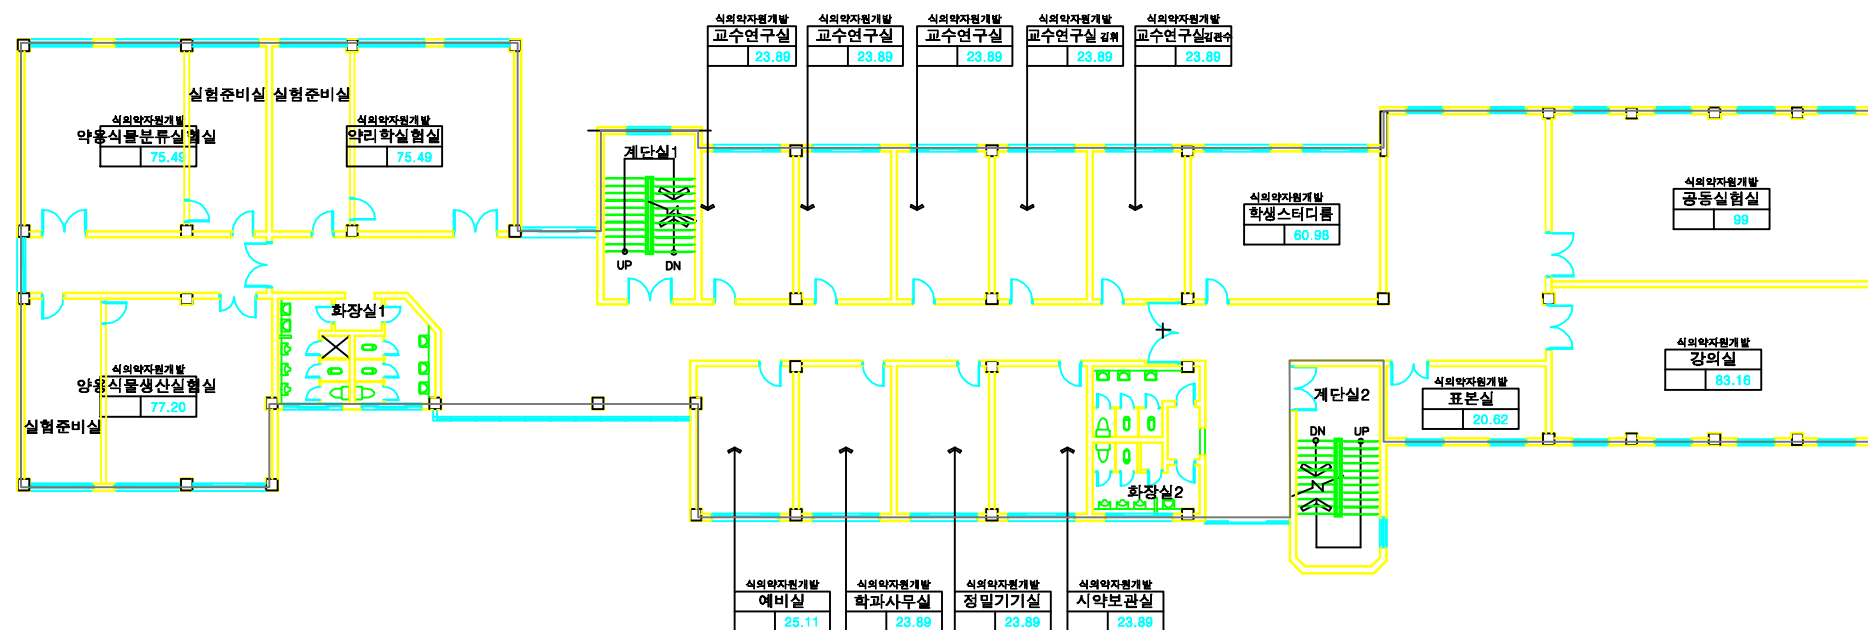 식의약자원개발
교수연구실
23.89
식의약자원개발
교수연구실
23.89
식의약자원개발
교수연구실
23.89
식의약자원개발
교수연구실 김휘
23.89
식의약자원개발
교수연구실김관수
23.89
실험준비실
실험준비실
식의약자원개발
약용식물분류실험실
75.49
식의약자원개발
약리학실험실
75.49
계단실1
UP
DN
식의약자원개발
학생스터디룸
60.98
식의약자원개발
공동실험실
99
화장실1
식의약자원개발
양용식물생산실험실
77.20
실험준비실
식의약자원개발
강의실
83.16
계단실2
DN
UP
식의약자원개발
표본실
20.62
화장실2
식의약자원개발
예비실
25.11
식의약자원개발
학과사무실
23.89
식의약자원개발
정밀기기실
23.89
식의약자원개발
시약보관실
23.89